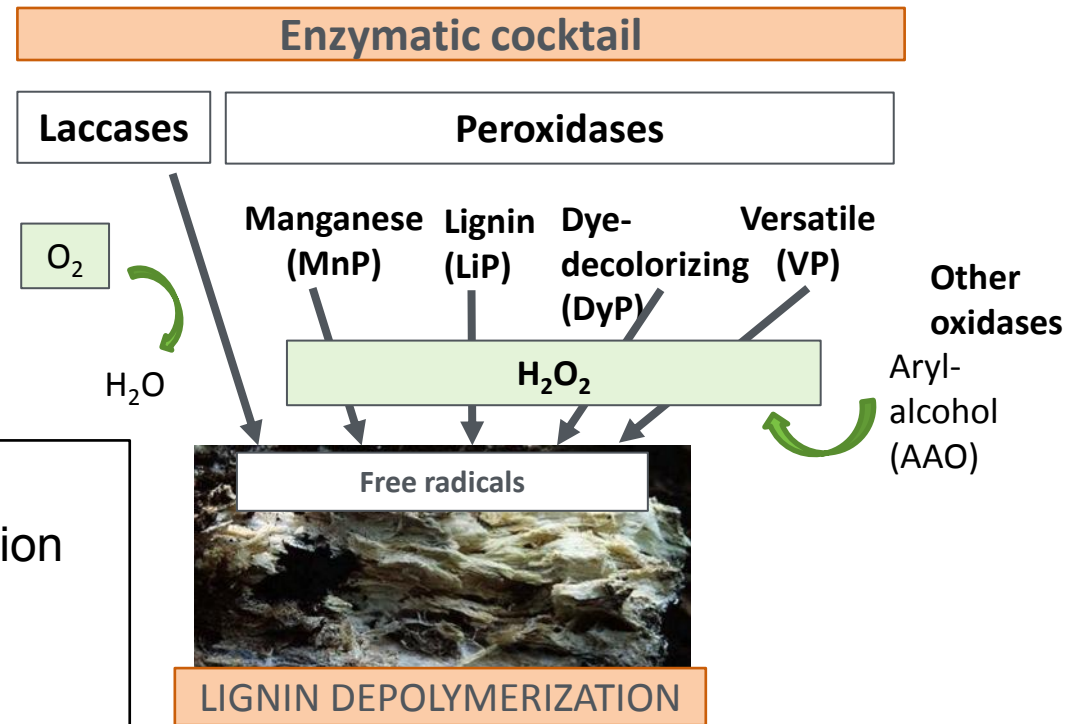 Enzymatic cocktail
Laccases
Peroxidases
Manganese
(MnP)
Lignin
(LiP)
Dye-
decolorizing
(DyP)
Versatile
(VP)
Other
oxidases
Aryl-
alcohol
(AAO)
O₂
H₂O
H₂O₂
Free radicals
ion
LIGNIN DEPOLYMERIZATION